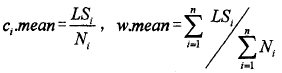 c_i.mean = LS_i / N_i , w.mean = ∑_{i=1}^{n} LS_i / ∑_{i=1}^{n} N_i